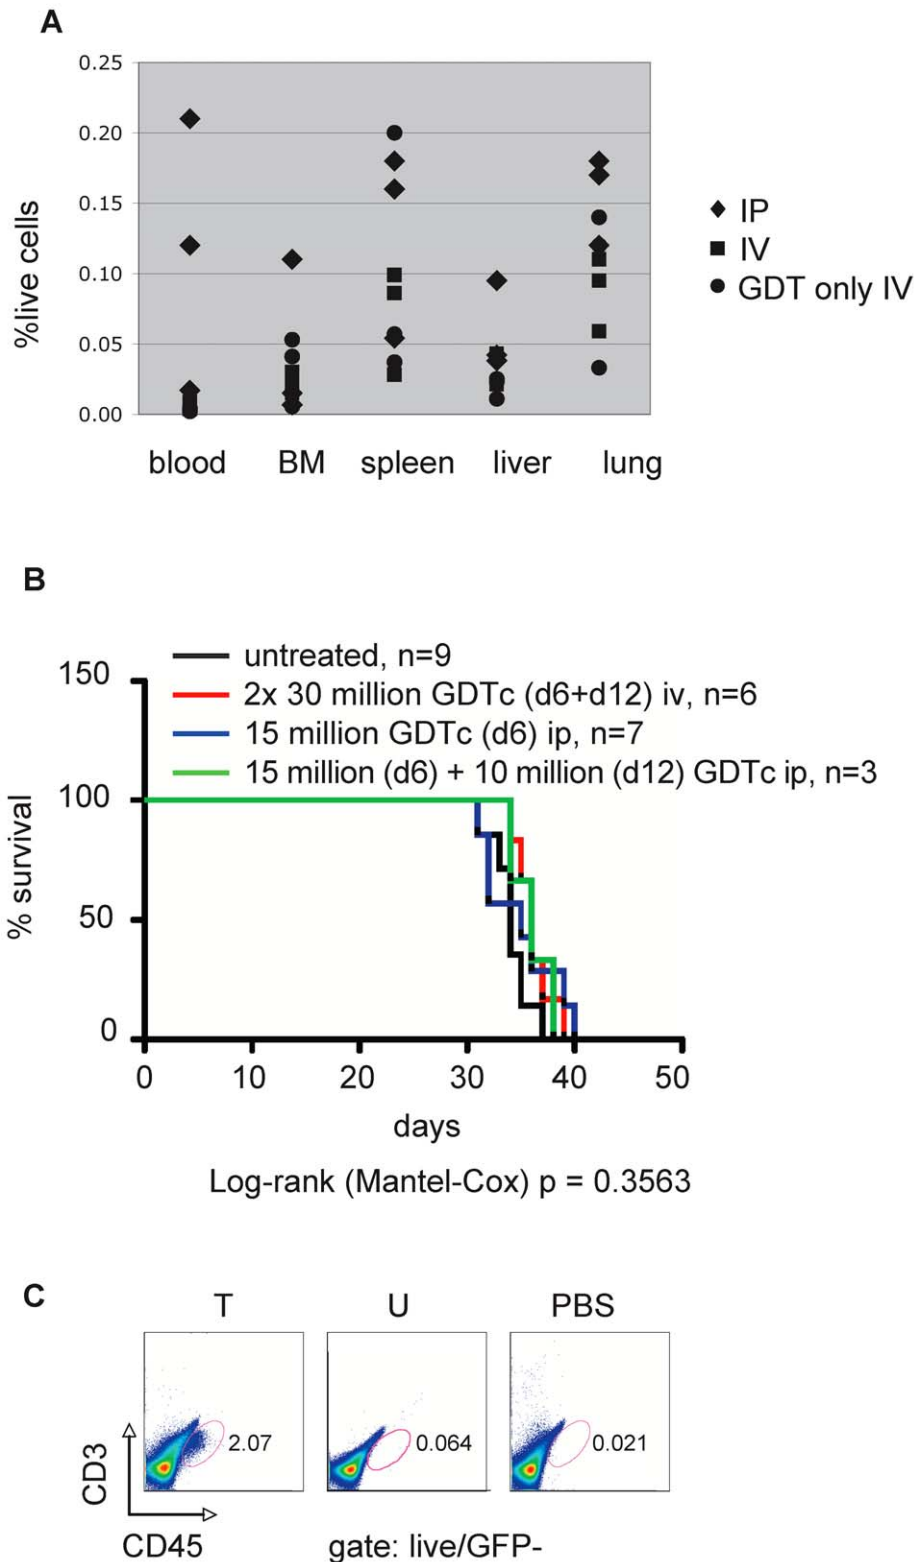 A
0.25
0.20
0.15
0.10
0.05
0.00
%live cells
blood BM spleen liver lung
IP
IV
GDT only IV
B
untreated, n=9
2x 30 million GDTc (d6+d12) iv, n=6
15 million GDTc (d6) ip, n=7
15 million (d6) + 10 million (d12) GDTc ip, n=3
150
100
50
0
% survival
0 10 20 30 40 50
days
Log-rank (Mantel-Cox) p = 0.3563
C
T U PBS
2.07 0.064 0.021
CD3
CD45
gate: live/GFP-